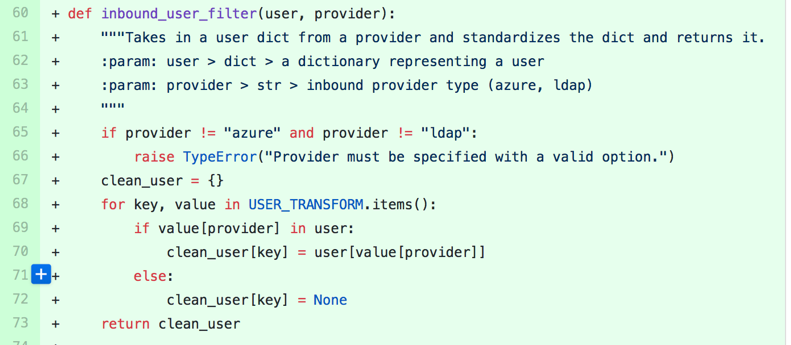 60 + def inbound_user_filter(user, provider):
61 + """Takes in a user dict from a provider and standardizes the dict and returns it.
62 + :param: user > dict > a dictionary representing a user
63 + :param: provider > str > inbound provider type (azure, ldap)
64 + """
65 + if provider != "azure" and provider != "ldap":
66 + raise TypeError("Provider must be specified with a valid option.")
67 + clean_user = {}
68 + for key, value in USER_TRANSFORM.items():
69 + if value[provider] in user:
70 + clean_user[key] = user[value[provider]]
71 + + else:
72 + clean_user[key] = None
73 + return clean_user
74 +